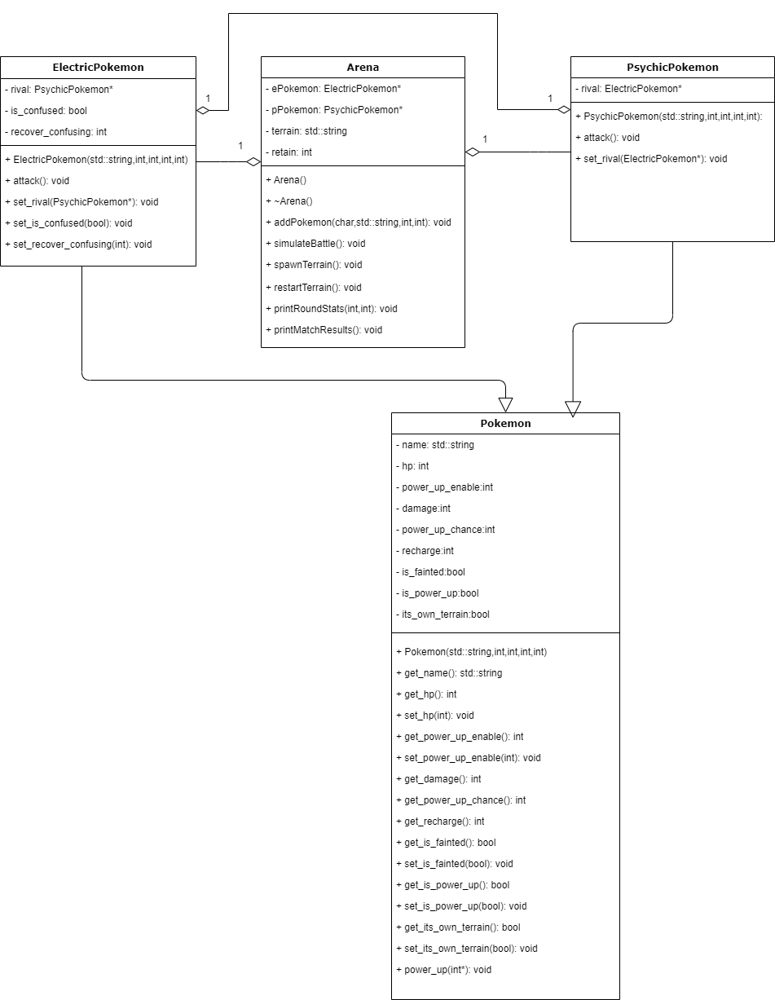 ElectricPokemon
- rival: PsychicPokemon*
- is_confused: bool
- recover_confusing: int
+ ElectricPokemon(std::string,int,int,int,int)
+ attack(): void
+ set_rival(PsychicPokemon*): void
+ set_is_confused(bool): void
+ set_recover_confusing(int): void
1
1
Arena
- ePokemon: ElectricPokemon*
- pPokemon: PsychicPokemon*
- terrain: std::string
- retain: int
+ Arena()
+ ~Arena()
+ addPokemon(char,std::string,int,int): void
+ simulateBattle(): void
+ spawnTerrain(): void
+ restartTerrain(): void
+ printRoundStats(int,int): void
+ printMatchResults(): void
1
1
PsychicPokemon
- rival: ElectricPokemon*
+ PsychicPokemon(std::string,int,int,int,int):
+ attack(): void
+ set_rival(ElectricPokemon*): void
Pokemon
- name: std::string
- hp: int
- power_up_enable:int
- damage:int
- power_up_chance:int
- recharge:int
- is_fainted:bool
- is_power_up:bool
- its_own_terrain:bool
+ Pokemon(std::string,int,int,int,int)
+ get_name(): std::string
+ get_hp(): int
+ set_hp(int): void
+ get_power_up_enable(): int
+ set_power_up_enable(int): void
+ get_damage(): int
+ get_power_up_chance(): int
+ get_recharge(): int
+ get_is_fainted(): bool
+ set_is_fainted(bool): void
+ get_is_power_up(): bool
+ set_is_power_up(bool): void
+ get_its_own_terrain(): bool
+ set_its_own_terrain(bool): void
+ power_up(int*): void